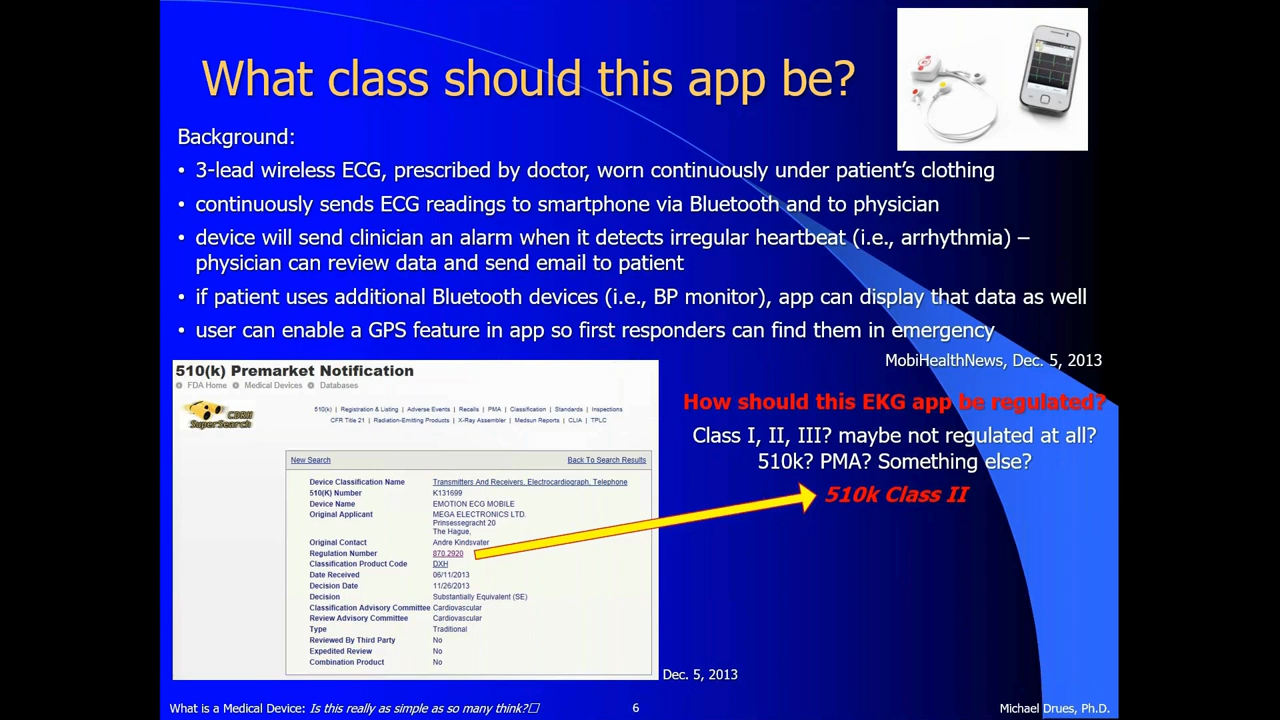 What class should this app be?
Background:
• 3-lead wireless ECG, prescribed by doctor, worn continuously under patient's clothing
• continuously sends ECG readings to smartphone via Bluetooth and to physician
• device will send clinician an alarm when it detects irregular heartbeat (i.e., arrhythmia) –
physician can review data and send email to patient
• if patient uses additional Bluetooth devices (i.e., BP monitor), app can display that data as well
• user can enable a GPS feature in app so first responders can find them in emergency
MobiHealthNews, Dec. 5, 2013
510(k) Premarket Notification
FDA Home Medical Devices Databases
CDRH
SuperSearch
510(k) | Registration & Listing | Adverse Events | Recalls | PMA | Classification | Standards | Inspections
CFR Title 21 | Radiation-Emitting Products | X-Ray Assembler | Medsun Reports | CLIA | TPLC
New Search Back To Search Results
Device Classification Name Transmitters And Receivers, Electrocardiograph, Telephone
510(K) Number K131699
Device Name EMOTION ECG MOBILE
Original Applicant MEGA ELECTRONICS LTD.
Prinsessegracht 20
The Hague,
Original Contact Andre Kindsvater
Regulation Number 870.2920
Classification Product Code DXH
Date Received 06/11/2013
Decision Date 11/26/2013
Decision Substantially Equivalent (SE)
Classification Advisory Committee Cardiovascular
Review Advisory Committee Cardiovascular
Type Traditional
Reviewed By Third Party No
Expedited Review No
Combination Product No
Dec. 5, 2013
How should this EKG app be regulated?
Class I, II, III? maybe not regulated at all?
510k? PMA? Something else?
510k Class II
What is a Medical Device: Is this really as simple as so many think?
6
Michael Drues, Ph.D.